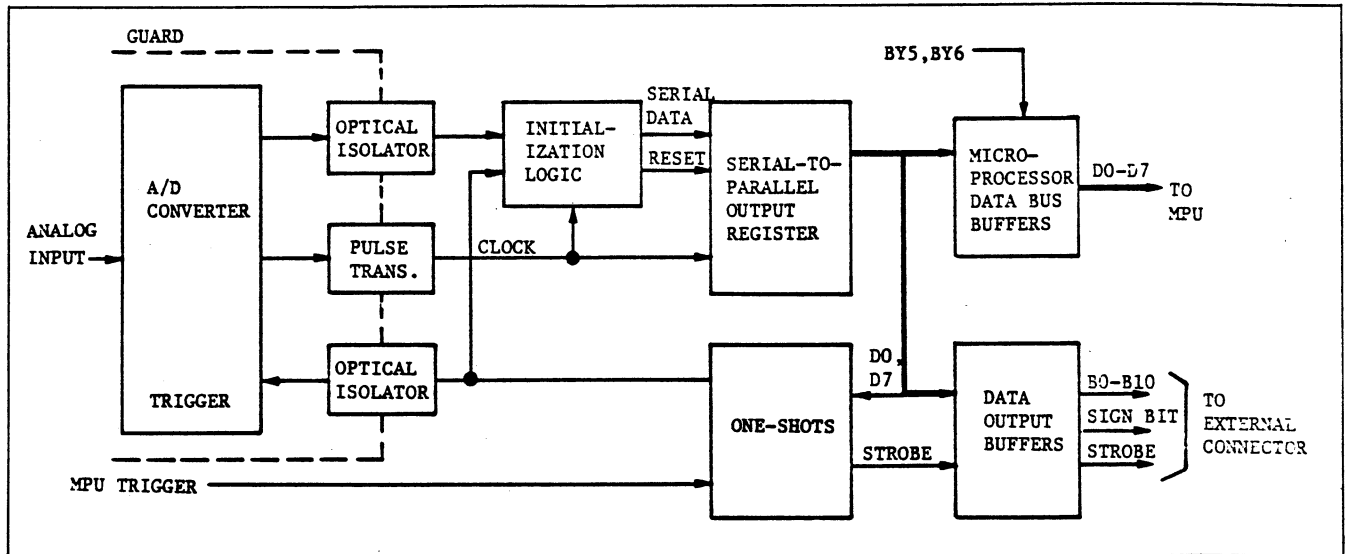 GUARD
BY5,BY6
A/D
CONVERTER
TRIGGER
ANALOG
INPUT
OPTICAL
ISOLATOR
PULSE
TRANS.
OPTICAL
ISOLATOR
INITIAL-
IZATION
LOGIC
SERIAL
DATA
RESET
CLOCK
SERIAL-TO-
PARALLEL
OUTPUT
REGISTER
MICRO-
PROCESSOR
DATA BUS
BUFFERS
D0-D7
TO
MPU
D0,
D7
ONE-SHOTS
STROBE
DATA
OUTPUT
BUFFERS
B0-B10
SIGN BIT
STROBE
TO
EXTERNAL
CONNECTOR
MPU TRIGGER